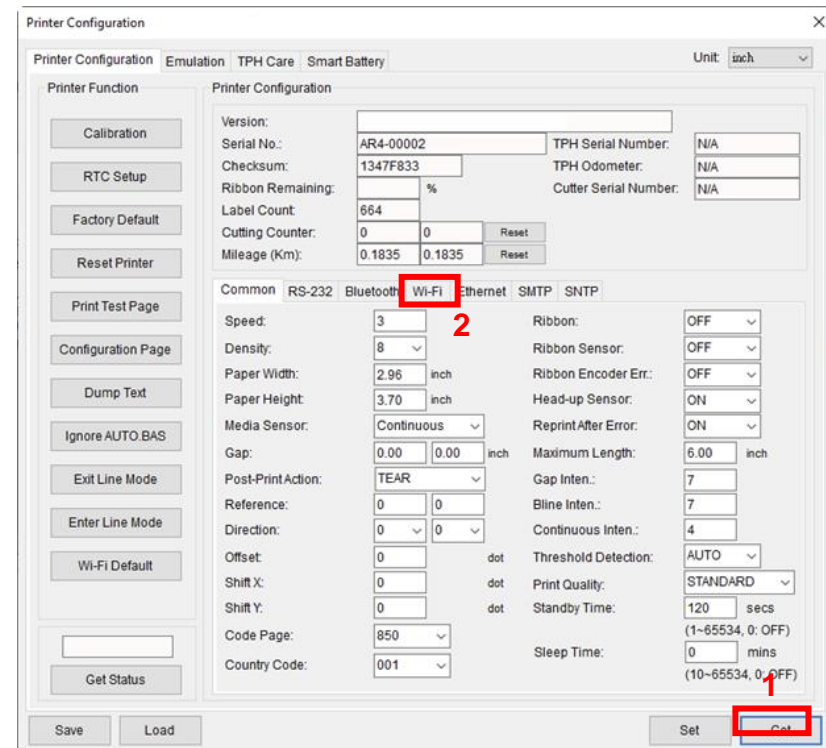 Printer Configuration
Printer Configuration Emulation TPH Care Smart Battery Unit: inch
Printer Function
Calibration
RTC Setup
Factory Default
Reset Printer
Print Test Page
Configuration Page
Dump Text
Ignore AUTO.BAS
Exit Line Mode
Enter Line Mode
Wi-Fi Default
Get Status
Printer Configuration
Version:
Serial No.: AR4-00002 TPH Serial Number: N/A
Checksum: 1347F833 TPH Odometer: N/A
Ribbon Remaining: % Cutter Serial Number: N/A
Label Count: 664
Cutting Counter: 0 0 Reset
Mileage (Km): 0.1835 0.1835 Reset
Common RS-232 Bluetooth Wi-Fi Ethernet SMTP SNTP
2
Speed: 3 Ribbon: OFF
Density: 8 Ribbon Sensor: OFF
Paper Width: 2.96 inch Ribbon Encoder Err.: OFF
Paper Height: 3.70 inch Head-up Sensor: ON
Media Sensor: Continuous Reprint After Error: ON
Gap: 0.00 0.00 inch Maximum Length: 6.00 inch
Post-Print Action: TEAR Gap Inten.: 7
Reference: 0 0 Bline Inten.: 7
Direction: 0 0 Continuous Inten.: 4
Offset: 0 dot Threshold Detection: AUTO
Shift X: 0 dot Print Quality: STANDARD
Shift Y: 0 dot Standby Time: 120 secs
(1~65534, 0: OFF)
Code Page: 850
Sleep Time: 0 mins
Country Code: 001
(10~65534, 0: OFF)
1
Save Load Set Get